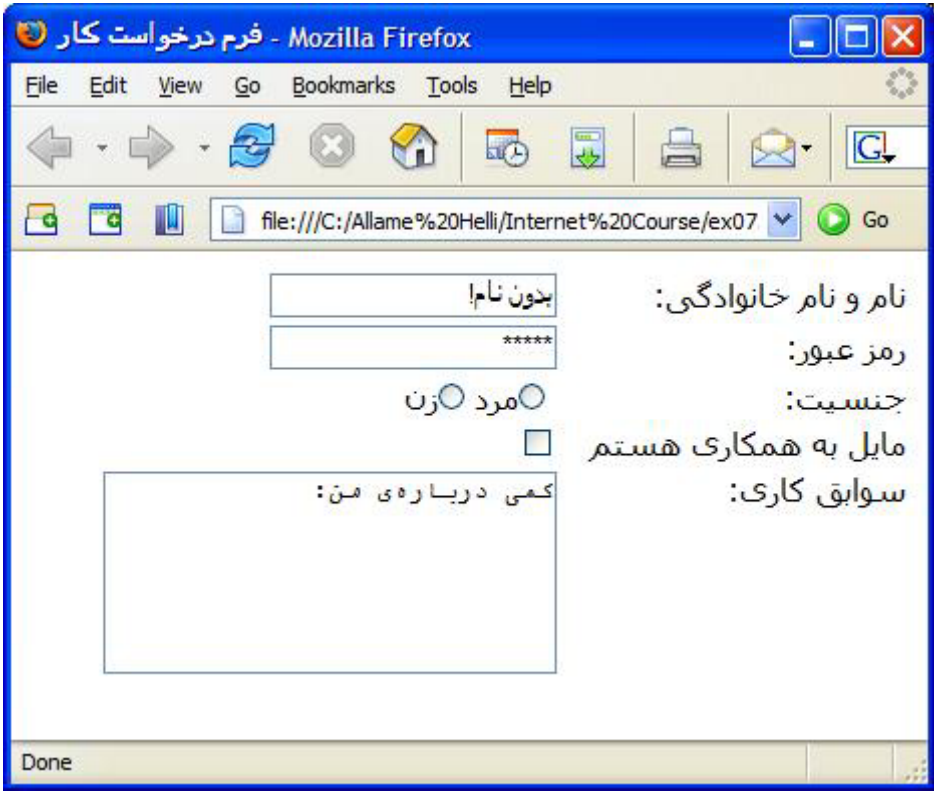 فرم درخواست کار - Mozilla Firefox
File Edit View Go Bookmarks Tools Help
G
file:///C:/Allame%20Helli/Internet%20Course/ex07 Go
نام و نام خانوادگی: بدون نام!
رمز عبور: *****
جنسیت: مرد زن
مایل به همکاری هستم
سوابق کاری: کمی درباره‌ی من:
Done